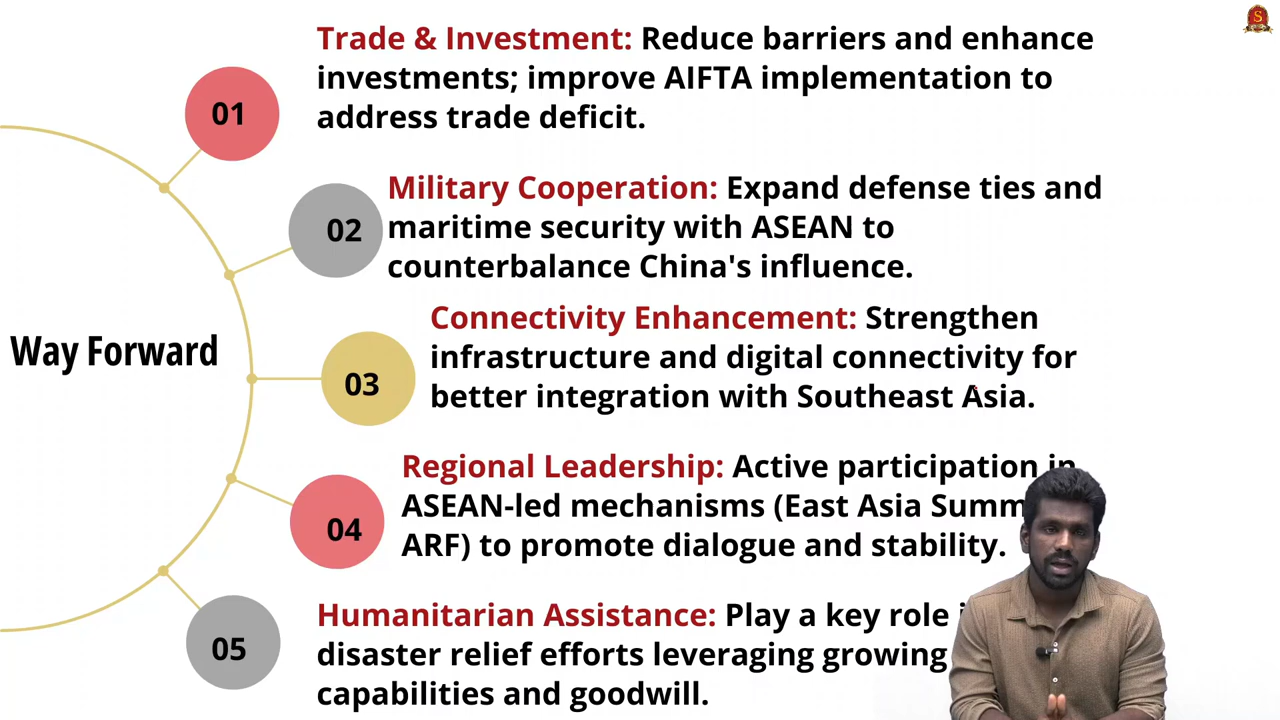 Trade & Investment: Reduce barriers and enhance
investments; improve AIFTA implementation to
address trade deficit.
01
Military Cooperation: Expand defense ties and
maritime security with ASEAN to
counterbalance China's influence.
02
Connectivity Enhancement: Strengthen
infrastructure and digital connectivity for
better integration with Southeast Asia.
03
Way Forward
Regional Leadership: Active participation in
ASEAN-led mechanisms (East Asia
ARF) to promote dialogue and stability.
04
Humanitarian Assistance: Play a key role
disaster relief efforts leveraging growing
capabilities and goodwill.
05
S